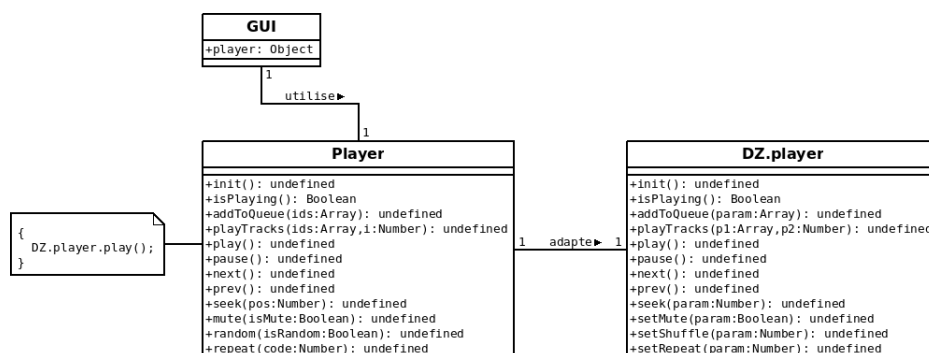 GUI
+player: Object
1
utilise
1
Player
+init(): undefined
+isPlaying(): Boolean
+addToQueue(ids:Array): undefined
+playTracks(ids:Array,i:Number): undefined
+play(): undefined
+pause(): undefined
+next(): undefined
+prev(): undefined
+seek(pos:Number): undefined
+mute(isMute:Boolean): undefined
+random(isRandom:Boolean): undefined
+repeat(code:Number): undefined
{
DZ.player.play();
}
1 adapte 1
DZ.player
+init(): undefined
+isPlaying(): Boolean
+addToQueue(param:Array): undefined
+playTracks(p1:Array,p2:Number): undefined
+play(): undefined
+pause(): undefined
+next(): undefined
+prev(): undefined
+seek(param:Number): undefined
+setMute(param:Boolean): undefined
+setShuffle(param:Number): undefined
+setRepeat(param:Number): undefined